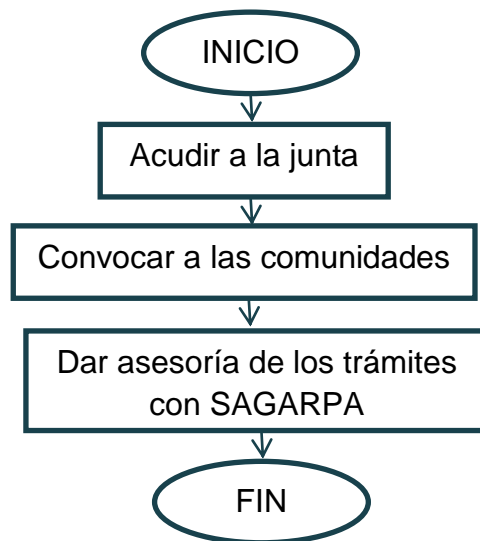 INICIO
Acudir a la junta
Convocar a las comunidades
Dar asesoría de los trámites
con SAGARPA
FIN